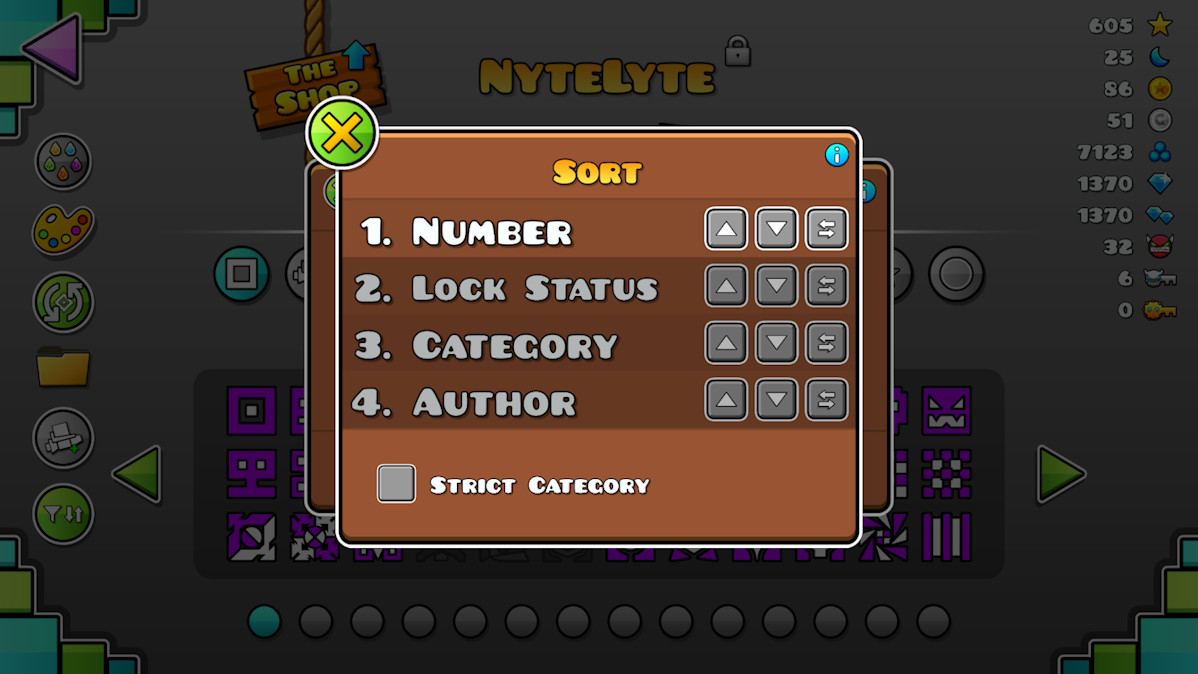 THE
SHOP
NYTELYTE
605
25
86
51
7123
1370
1370
32
6
0
SORT
1. NUMBER
2. LOCK STATUS
3. CATEGORY
4. AUTHOR
STRICT CATEGORY